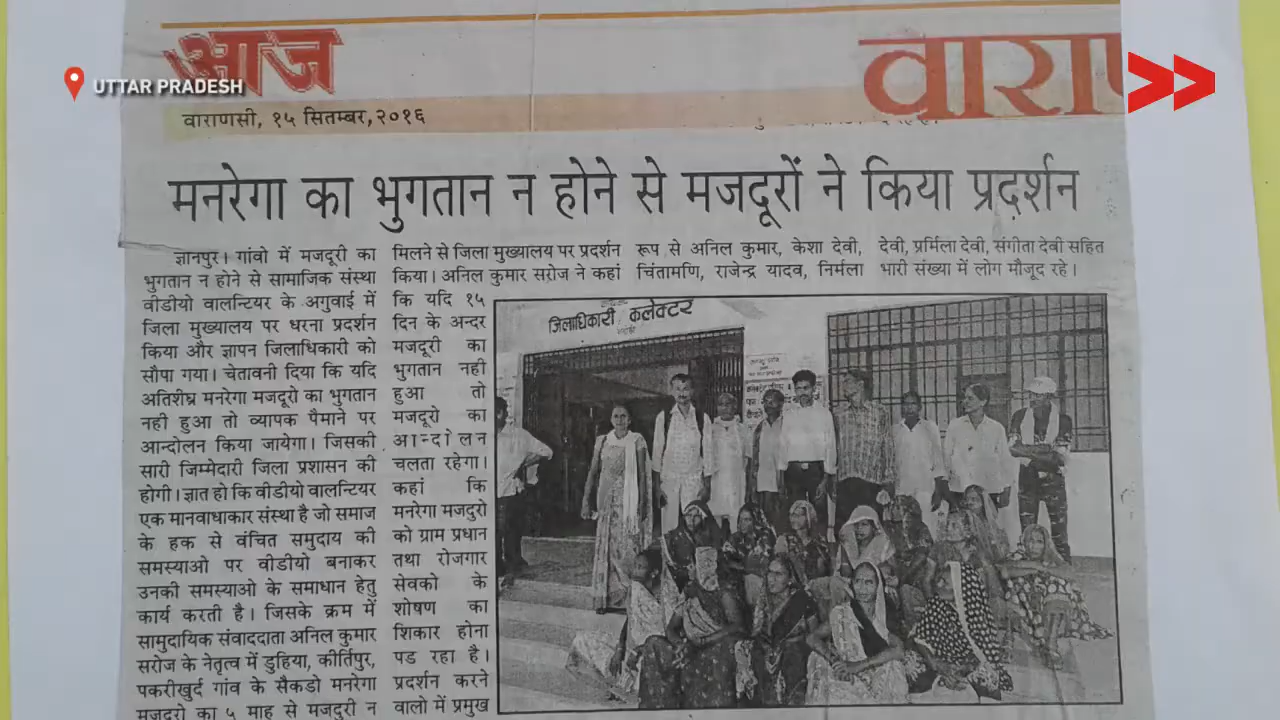 आज
UTTAR PRADESH
वाराणसी, १५ सितम्बर,२०१६
मनरेगा का भुगतान न होने से मजदूरों ने किया प्रदर्शन
ज्ञानपुर। गांवो में मजदूरी का
भुगतान न होने से सामाजिक संस्था
वीडीयो वालन्टियर के अगुवाई में
जिला मुख्यालय पर धरना प्रदर्शन
किया और ज्ञापन जिलाधिकारी को
सौपा गया। चेतावनी दिया कि यदि
अतिशीघ्र मनरेगा मजदूरो का भुगतान
नही हुआ तो व्यापक पैमाने पर
आन्दोलन किया जायेगा। जिसकी
सारी जिम्मेदारी जिला प्रशासन की
होगी। ज्ञात हो कि वीडीयो वालन्टियर
एक मानवाधाकार संस्था है जो समाज
के हक से वंचित समुदाय की
समस्याओ पर वीडीयो बनाकर
उनकी समस्याओ के समाधान हेतु
कार्य करती है। जिसके क्रम में
सामुदायिक संवाददाता अनिल कुमार
सरोज के नेतृत्व में डुहिया, कीर्तिपुर,
पकरीखुर्द गांव के सैकडो मनरेगा
मजदूरो का ५ माह से मजदूरी न
मिलने से जिला मुख्यालय पर प्रदर्शन
किया। अनिल कुमार सरोज ने कहां
कि यदि १५
दिन के अन्दर
मजदूरी का
भुगतान नही
हुआ तो
मजदूरो का
आन्दोलन
चलता रहेगा।
कहां कि
मनरेगा मजदुरो
को ग्राम प्रधान
तथा रोजगार
सेवको के
शोषण का
शिकार होना
पड रहा है।
प्रदर्शन करने
वालो में प्रमुख
रूप से अनिल कुमार, केशा देवी,
चिंतामणि, राजेन्द्र यादव, निर्मला
देवी, प्रर्मिला देवी, संगीता देवी सहित
भारी संख्या में लोग मौजूद रहे।
जिलाधिकारी कलेक्टर